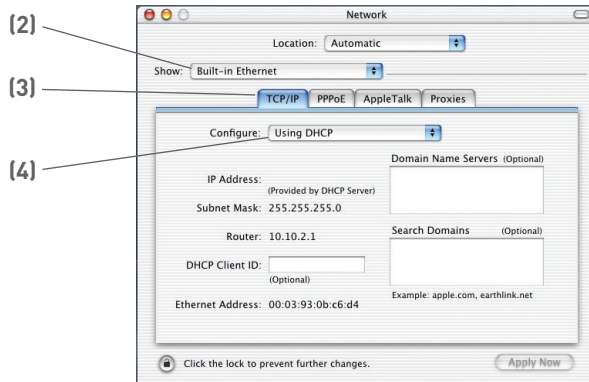 Network
(2)
Location: Automatic
Show: Built-in Ethernet
(3)
TCP/IP PPPoE AppleTalk Proxies
Configure: Using DHCP
(4)
Domain Name Servers (Optional)
IP Address:
(Provided by DHCP Server)
Subnet Mask: 255.255.255.0
Router: 10.10.2.1
Search Domains (Optional)
DHCP Client ID:
(Optional)
Example: apple.com, earthlink.net
Ethernet Address: 00:03:93:0b:c6:d4
Click the lock to prevent further changes.
Apply Now